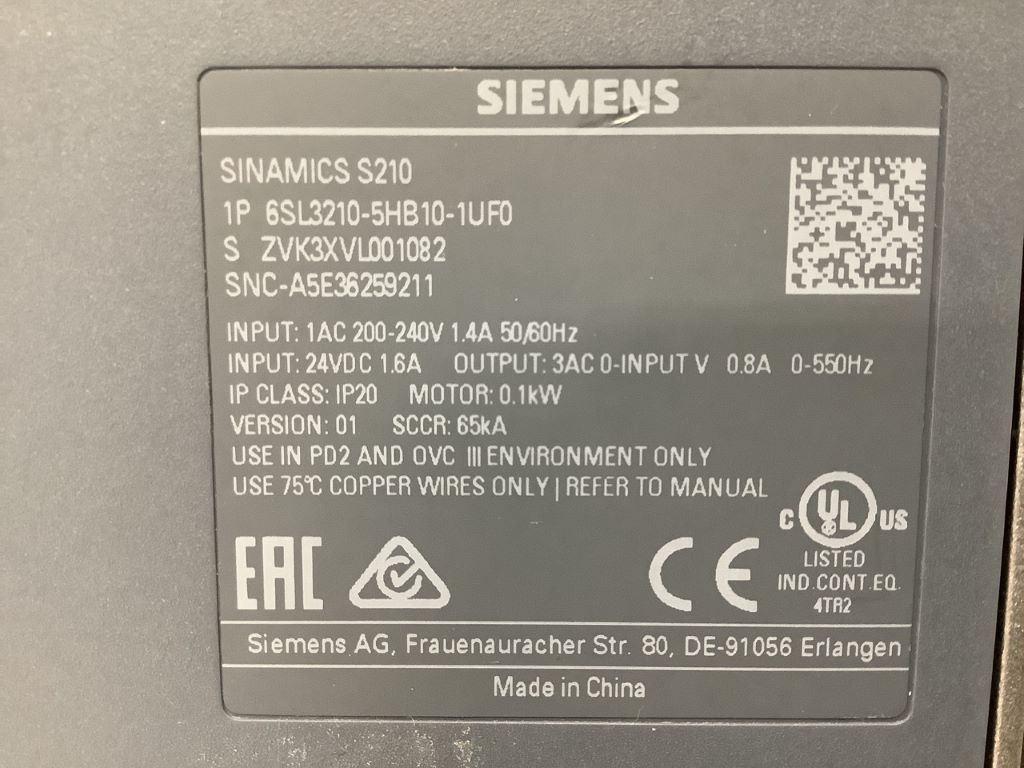 SIEMENS
SINAMICS S210
1P 6SL3210-5HB10-1UF0
S ZVK3XVL001082
SNC-A5E36259211
INPUT: 1AC 200-240V 1.4A 50/60Hz
INPUT: 24VDC 1.6A OUTPUT: 3AC 0-INPUT V 0.8A 0-550Hz
IP CLASS: IP20 MOTOR: 0.1kW
VERSION: 01 SCCR: 65kA
USE IN PD2 AND OVC III ENVIRONMENT ONLY
USE 75°C COPPER WIRES ONLY | REFER TO MANUAL
C UL US
LISTED
IND.CONT.EQ.
4TR2
EAC CE
Siemens AG, Frauenauracher Str. 80, DE-91056 Erlangen
Made in China